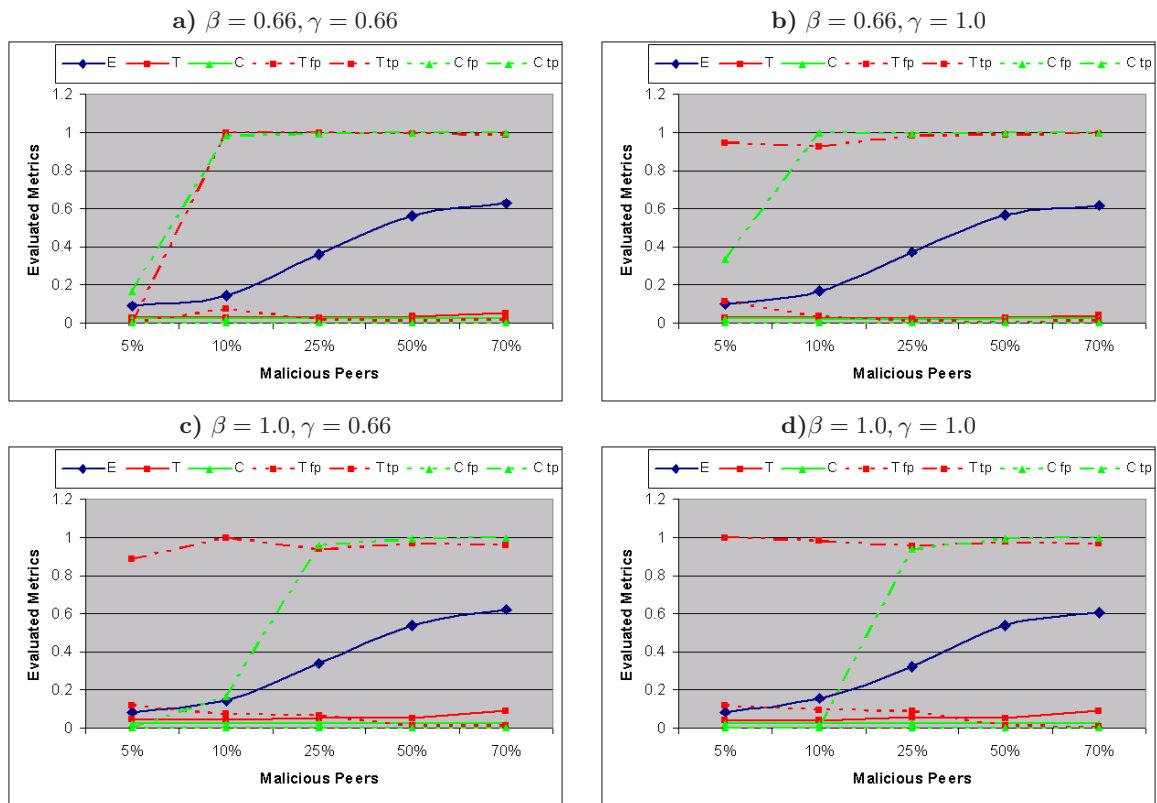 a) β = 0.66, γ = 0.66
E T C T fp T tp C fp C tp
1.2
1
0.8
0.6
0.4
0.2
0
Evaluated Metrics
5% 10% 25% 50% 70%
Malicious Peers
b) β = 0.66, γ = 1.0
E T C T fp T tp C fp C tp
1.2
1
0.8
0.6
0.4
0.2
0
Evaluated Metrics
5% 10% 25% 50% 70%
Malicious Peers
c) β = 1.0, γ = 0.66
E T C T fp T tp C fp C tp
1.2
1
0.8
0.6
0.4
0.2
0
Evaluated Metrics
5% 10% 25% 50% 70%
Malicious Peers
d)β = 1.0, γ = 1.0
E T C T fp T tp C fp C tp
1.2
1
0.8
0.6
0.4
0.2
0
Evaluated Metrics
5% 10% 25% 50% 70%
Malicious Peers